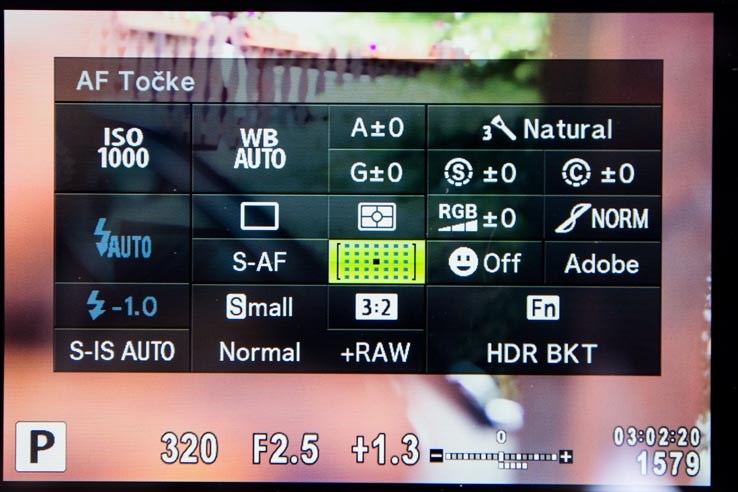 AF Točke
ISO 1000
WB AUTO
A±0
G±0
3 Natural
S ±0
C ±0
AUTO
RGB ±0
NORM
S-AF
Off
Adobe
-1.0
Small
3:2
Fn
S-IS AUTO
Normal
+RAW
HDR BKT
P
320
F2.5
+1.3
0
- +
03:02:20
1579